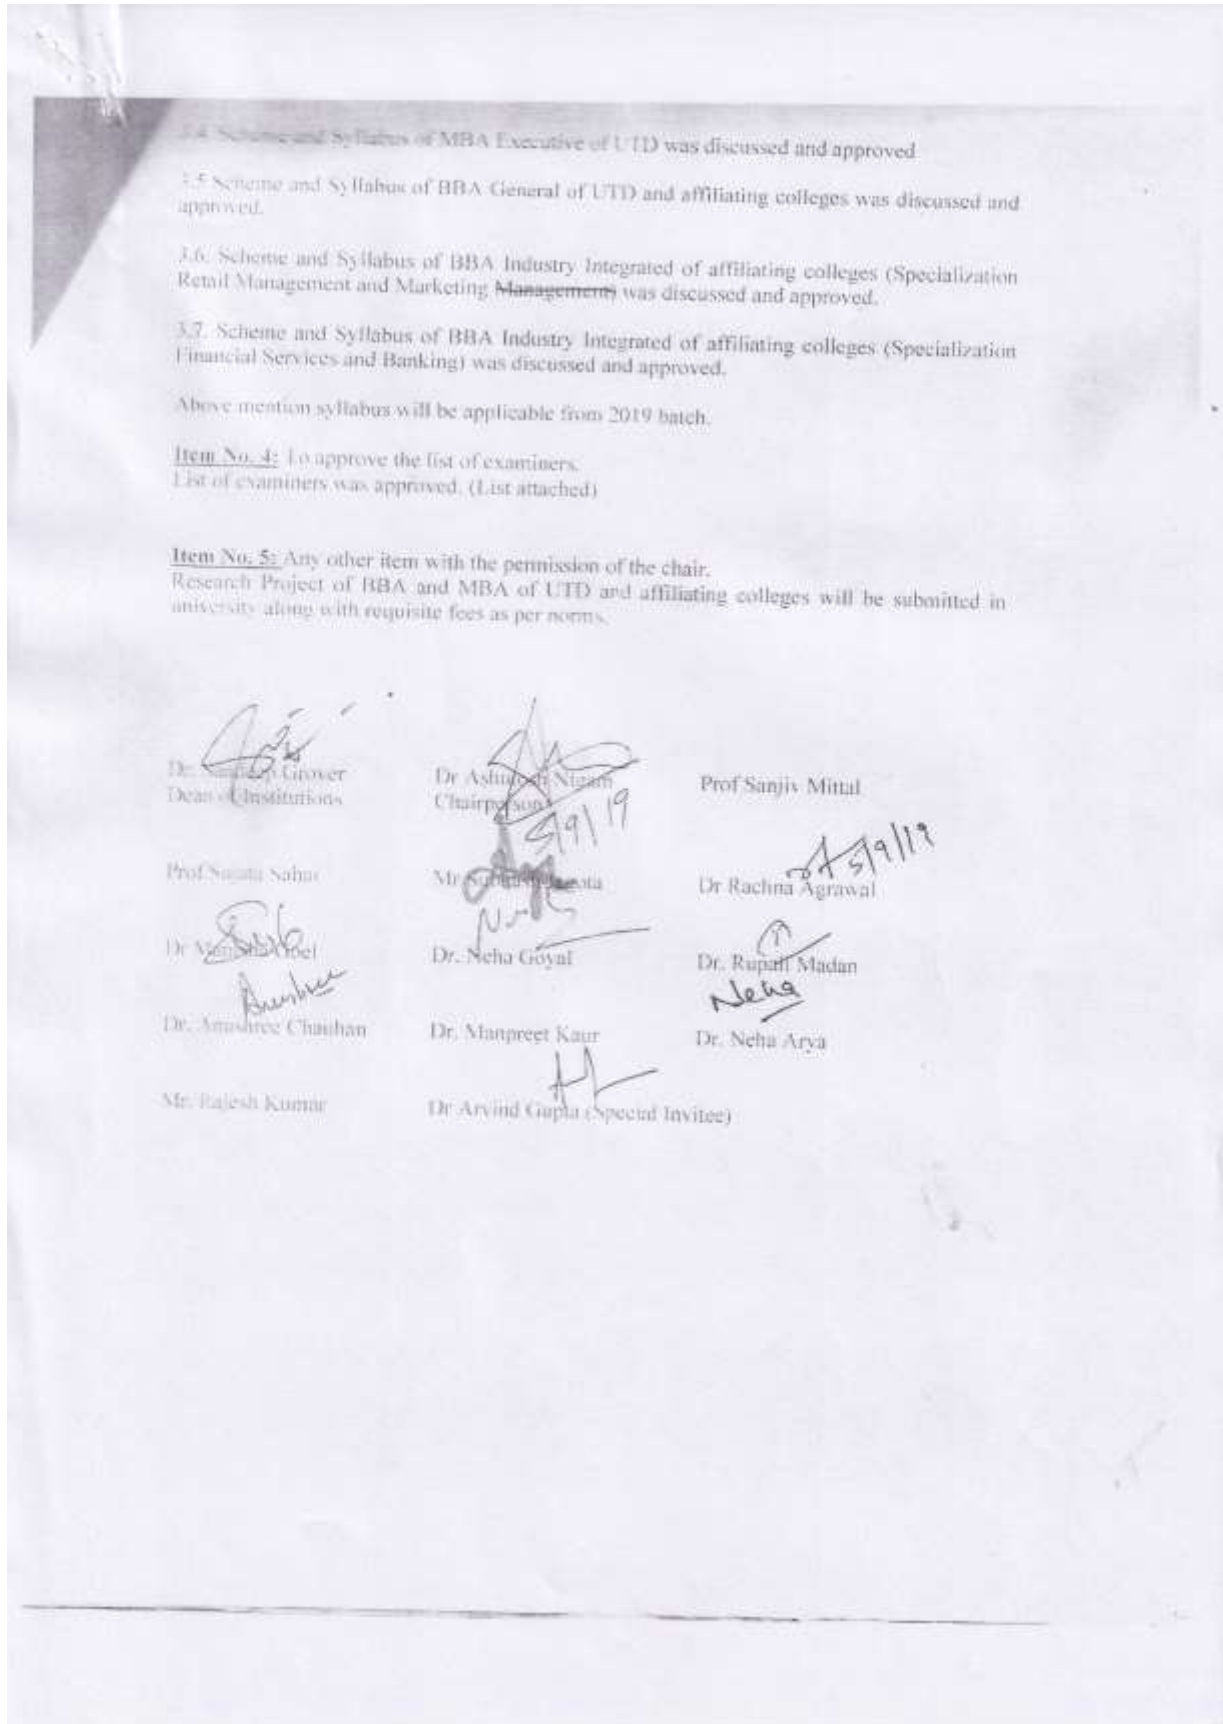 3.4. Scheme and Syllabus of MBA Executive of UTD was discussed and approved
3.5 Scheme and Syllabus of BBA General of UTD and affiliating colleges was discussed and
approved.
3.6. Scheme and Syllabus of BBA Industry Integrated of affiliating colleges (Specialization
Retail Management and Marketing Management) was discussed and approved.
3.7. Scheme and Syllabus of BBA Industry Integrated of affiliating colleges (Specialization
Financial Services and Banking) was discussed and approved.
Above mention syllabus will be applicable from 2019 batch.
Item No. 4: To approve the list of examiners.
List of examiners was approved. (List attached)
Item No. 5: Any other item with the permission of the chair.
Research Project of BBA and MBA of UTD and affiliating colleges will be submitted in
university along with requisite fees as per norms.
Dr. Grover Dr Ashutosh Nigam Prof Sanjiv Mittal
Dean of Institutions Chairperson
5/9/19
5/9/19
Prof Sahu Mr Dr Rachna Agrawal
Dr Goel Dr. Neha Goyal Dr. Rupali Madan
Anushree Neha
Dr. Anushree Chauhan Dr. Manpreet Kaur Dr. Neha Arya
Mr. Rajesh Kumar Dr Arvind Gupta (Special Invitee)